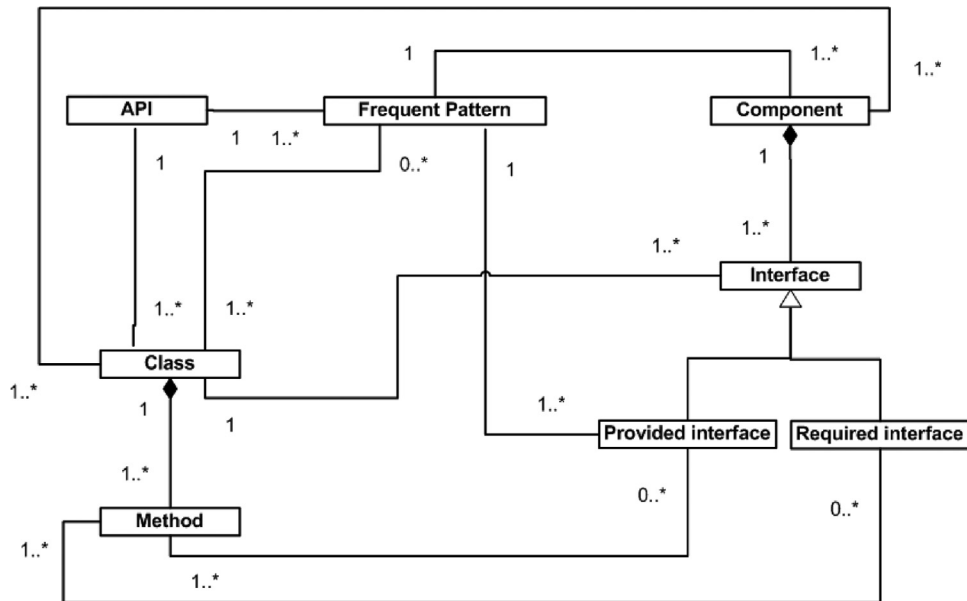 1 1..*
1..*
API Frequent Pattern Component
1 1..*
1 0..* 1 1
1..*
1..*
Interface
1..* 1..*
Class
1..*
1 1 1..*
Provided interface Required interface
1..*
0..* 0..*
Method
1..*
1..*